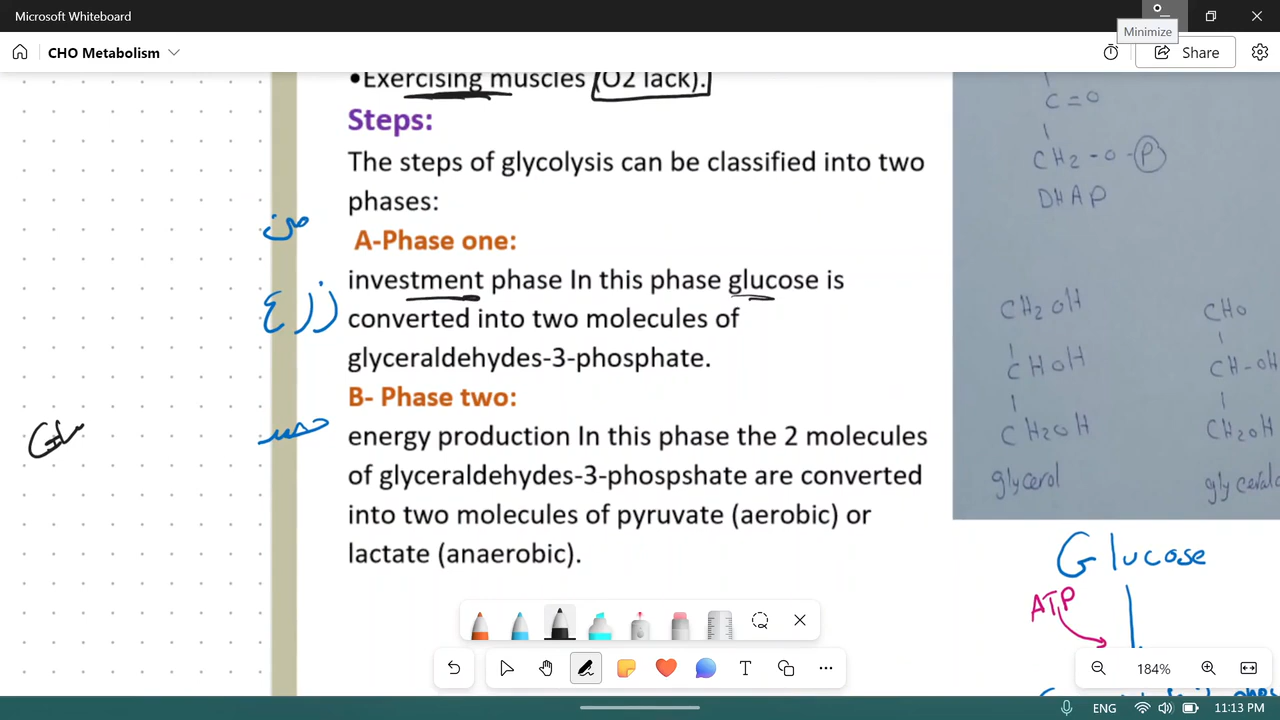 Microsoft Whiteboard
Minimize
CHO Metabolism
Share
•Exercising muscles (O2 lack).
Steps:
The steps of glycolysis can be classified into two
phases:
من
A-Phase one:
investment phase In this phase glucose is
زرع
converted into two molecules of
glyceraldehydes-3-phosphate.
B- Phase two:
حصد
energy production In this phase the 2 molecules
of glyceraldehydes-3-phospshate are converted
into two molecules of pyruvate (aerobic) or
lactate (anaerobic).
Glu
C=O
CH2-O-P
DHAP
CH2OH
CHOH
CH2OH
glycerol
CHO
CH-OH
CH2OH
Glucose
ATP
T
184%
ENG
11:13 PM